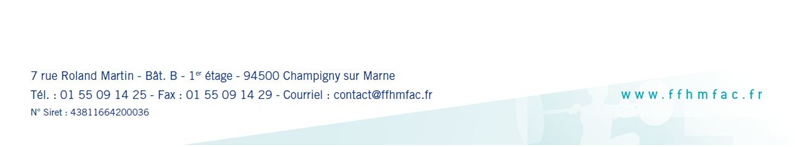 7 rue Roland Martin - Bât. B - 1er étage - 94500 Champigny sur Marne
Tél. : 01 55 09 14 25 - Fax : 01 55 09 14 29 - Courriel : contact@ffhmfac.fr
www.ffhmfac.fr
N° Siret : 43811664200036